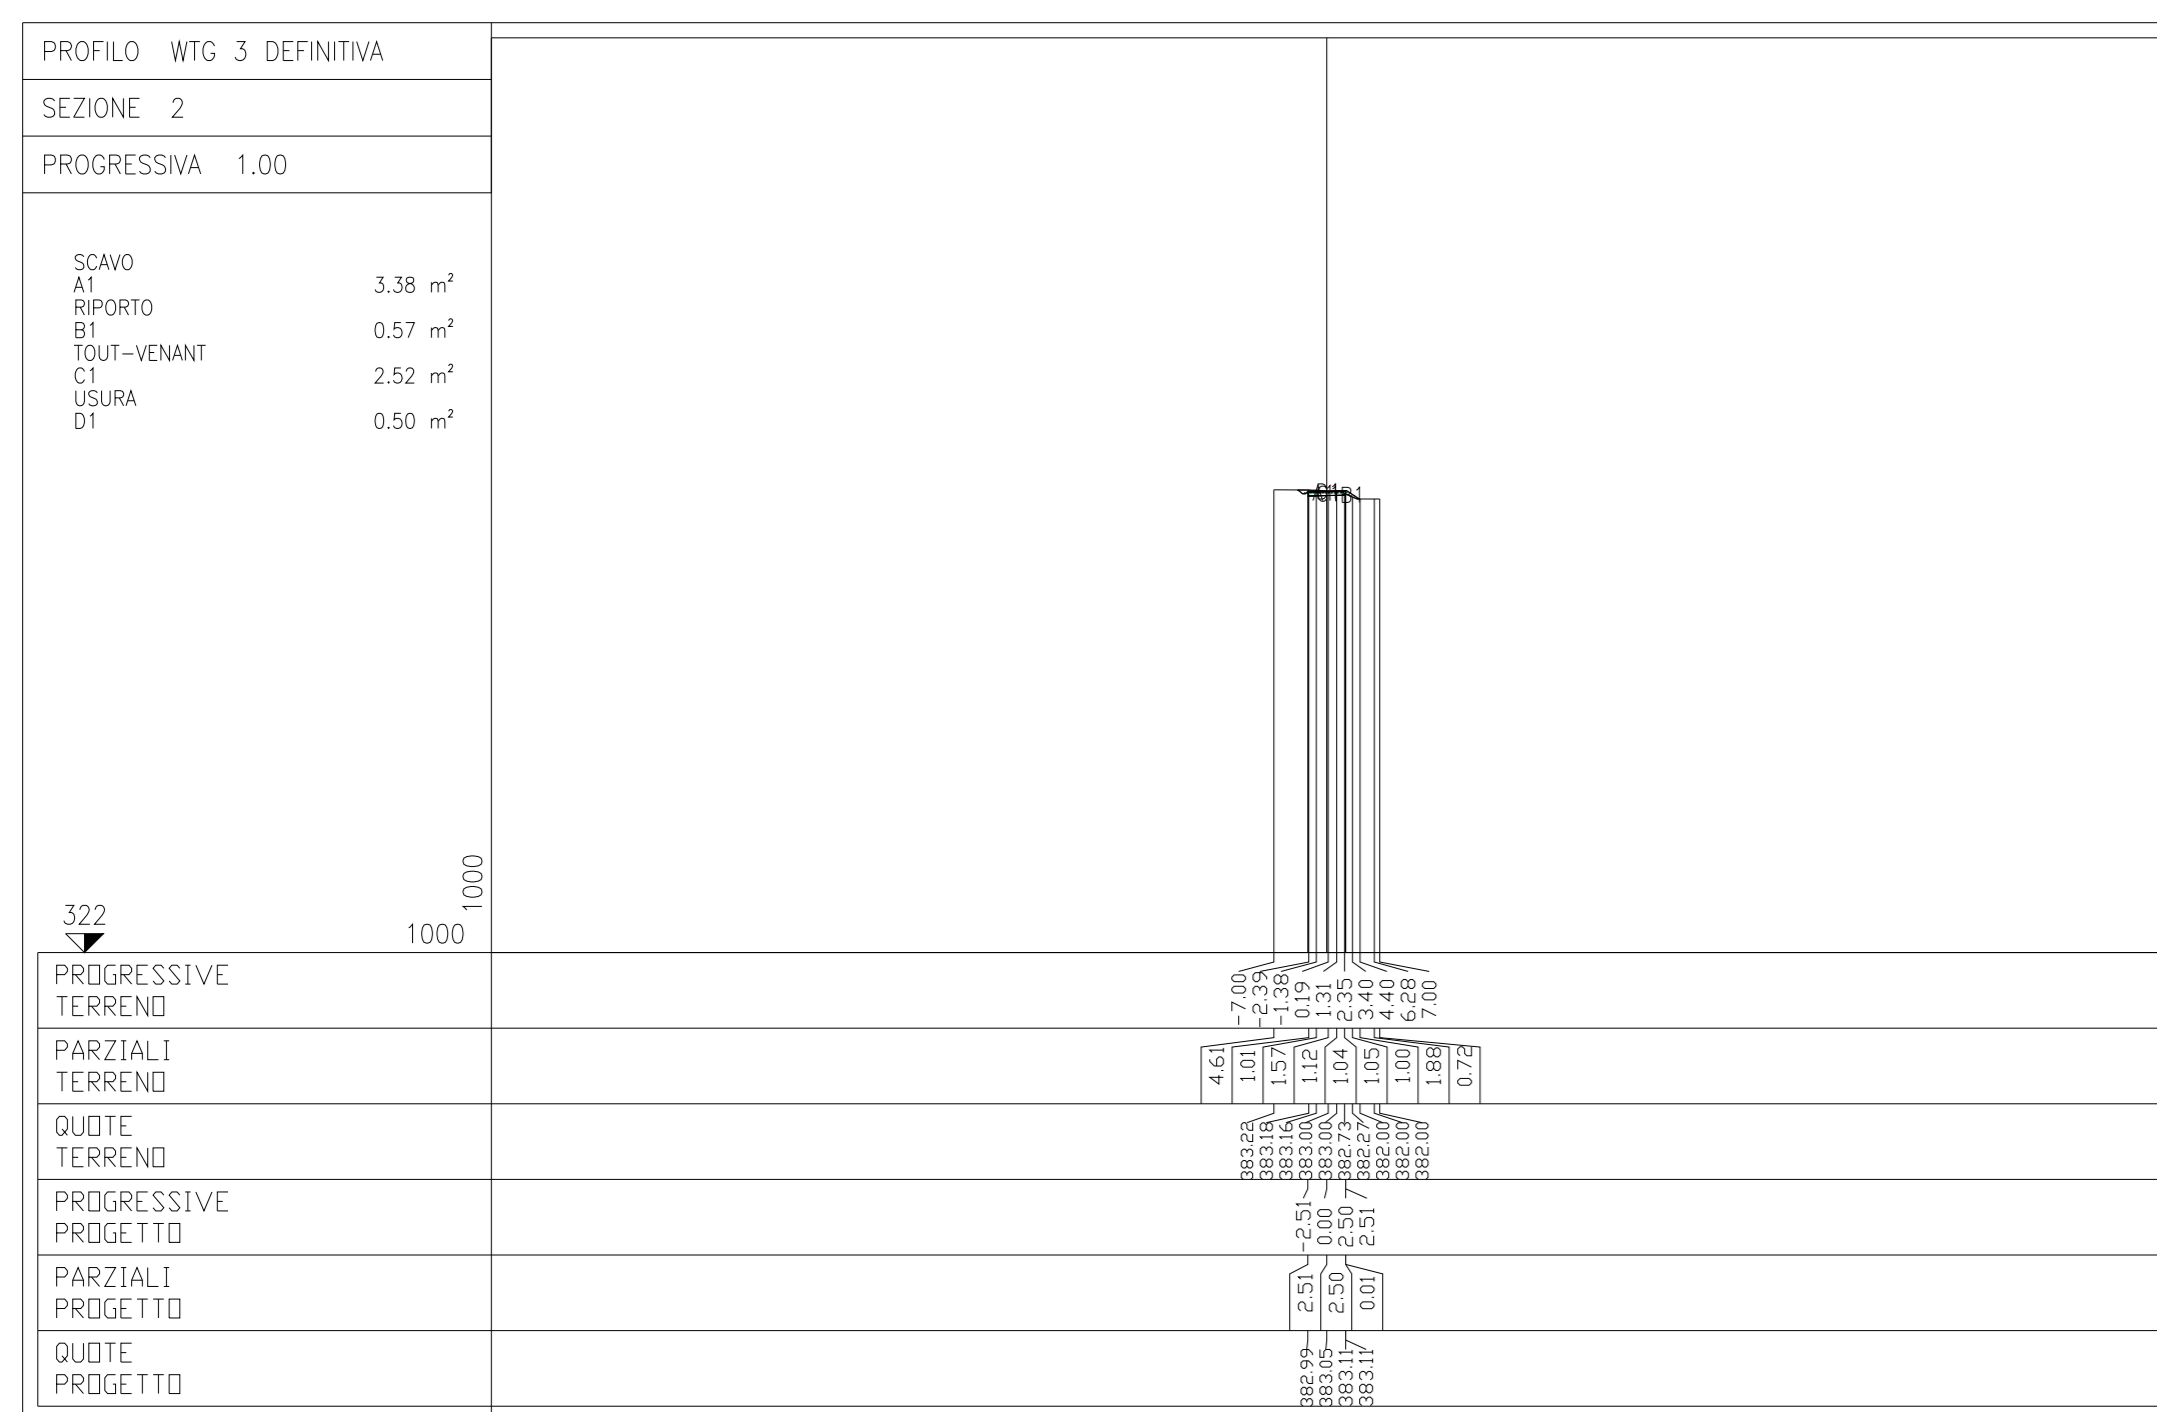 PROFILO WTG 3 DEFINITIVA
SEZIONE 2
PROGRESSIVA 1.00
SCAVO
A1 3.38 m²
RIPORTO
B1 0.57 m²
TOUT-VENANT
C1 2.52 m²
USURA
D1 0.50 m²
B1
1000
322
1000
PROGRESSIVE
TERRENO
-7.00 -2.39 -1.38 0.19 1.31 2.35 3.40 4.40 6.28 7.00
PARZIALI
TERRENO
4.61 1.01 1.57 1.12 1.04 1.05 1.00 1.88 0.72
QUOTE
TERRENO
383.22 383.18 383.16 383.00 383.00 382.73 382.27 382.00 382.00 382.00
PROGRESSIVE
PROGETTO
-2.51 0.00 2.50 2.51
PARZIALI
PROGETTO
2.51 2.50 0.01
QUOTE
PROGETTO
382.99 383.05 383.11 383.11